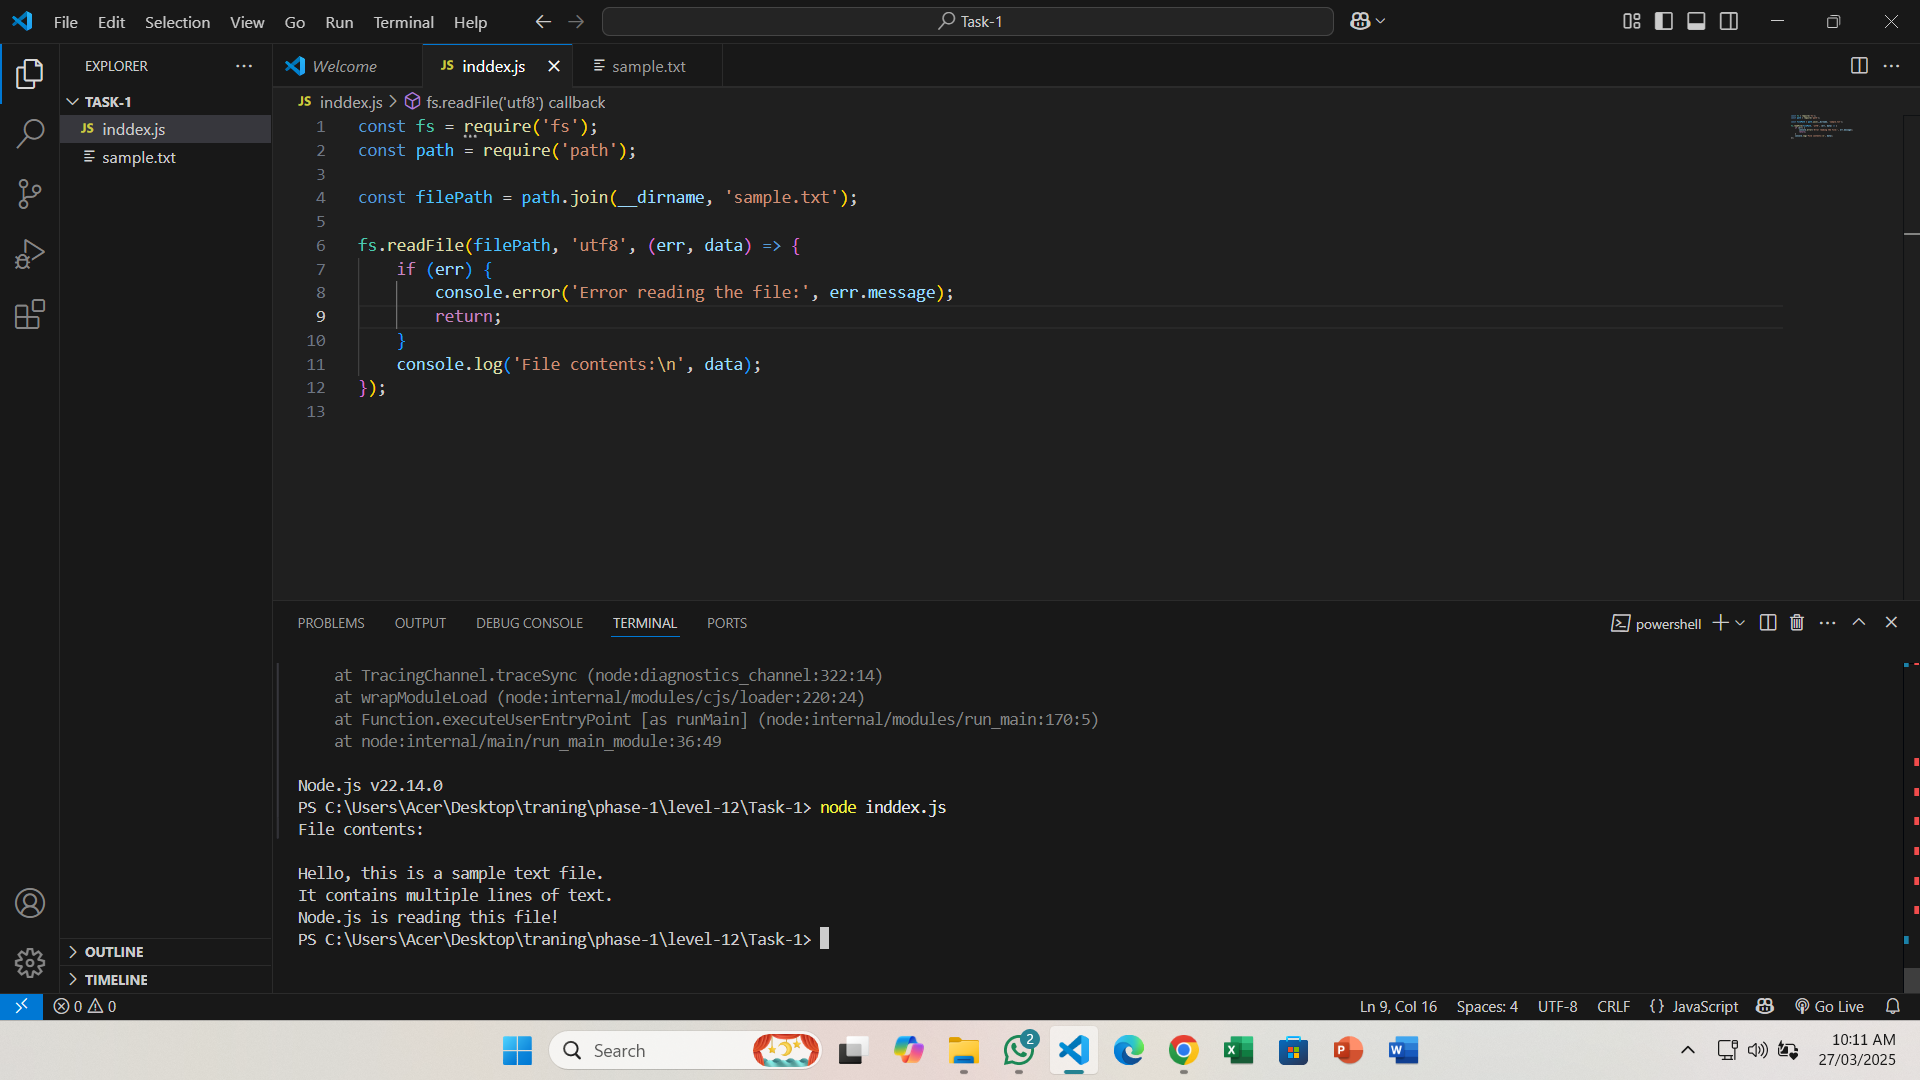 File Edit Selection View Go Run Terminal Help
Task-1
EXPLORER
TASK-1
JS inddex.js
sample.txt
OUTLINE
TIMELINE
Welcome
JS inddex.js
sample.txt
JS inddex.js > fs.readFile('utf8') callback
1 const fs = require('fs');
2 const path = require('path');
3
4 const filePath = path.join(__dirname, 'sample.txt');
5
6 fs.readFile(filePath, 'utf8', (err, data) => {
7 if (err) {
8 console.error('Error reading the file:', err.message);
9 return;
10 }
11 console.log('File contents:\n', data);
12 });
13
PROBLEMS OUTPUT DEBUG CONSOLE TERMINAL PORTS
powershell
at TracingChannel.traceSync (node:diagnostics_channel:322:14)
at wrapModuleLoad (node:internal/modules/cjs/loader:220:24)
at Function.executeUserEntryPoint [as runMain] (node:internal/modules/run_main:170:5)
at node:internal/main/run_main_module:36:49
Node.js v22.14.0
PS C:\Users\Acer\Desktop\traning\phase-1\level-12\Task-1> node inddex.js
File contents:
Hello, this is a sample text file.
It contains multiple lines of text.
Node.js is reading this file!
PS C:\Users\Acer\Desktop\traning\phase-1\level-12\Task-1>
0 0
Ln 9, Col 16 Spaces: 4 UTF-8 CRLF {} JavaScript Go Live
Search
2
10:11 AM
27/03/2025